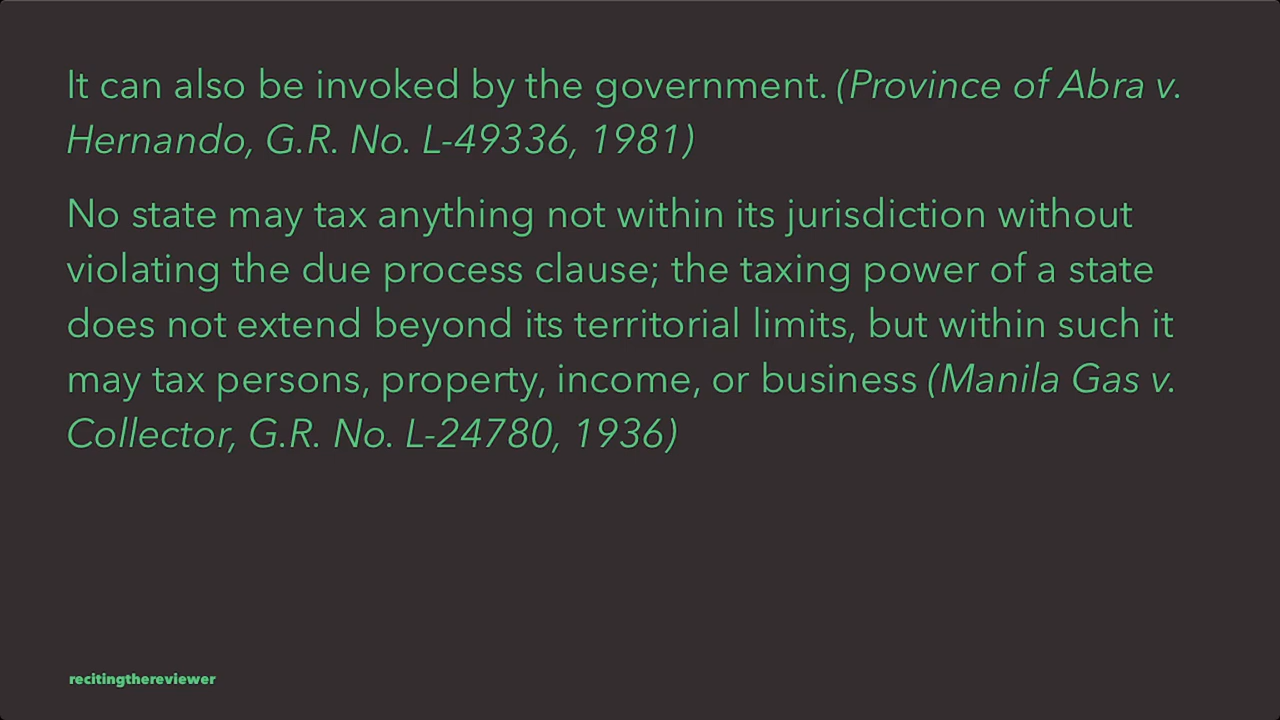 It can also be invoked by the government. (Province of Abra v.
Hernando, G.R. No. L-49336, 1981)
No state may tax anything not within its jurisdiction without
violating the due process clause; the taxing power of a state
does not extend beyond its territorial limits, but within such it
may tax persons, property, income, or business (Manila Gas v.
Collector, G.R. No. L-24780, 1936)
recitingthereviewer